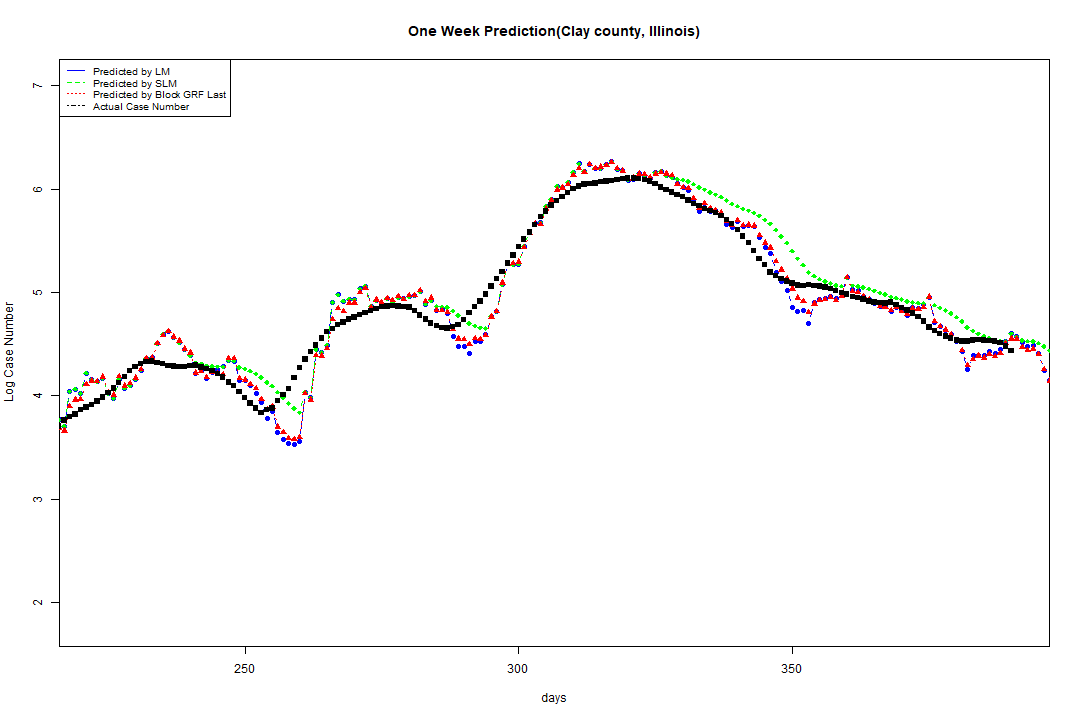 One Week Prediction(Clay county, Illinois)
Predicted by LM
Predicted by SLM
Predicted by Block GRF Last
Actual Case Number
Log Case Number
7
6
5
4
3
2
250
300
350
days